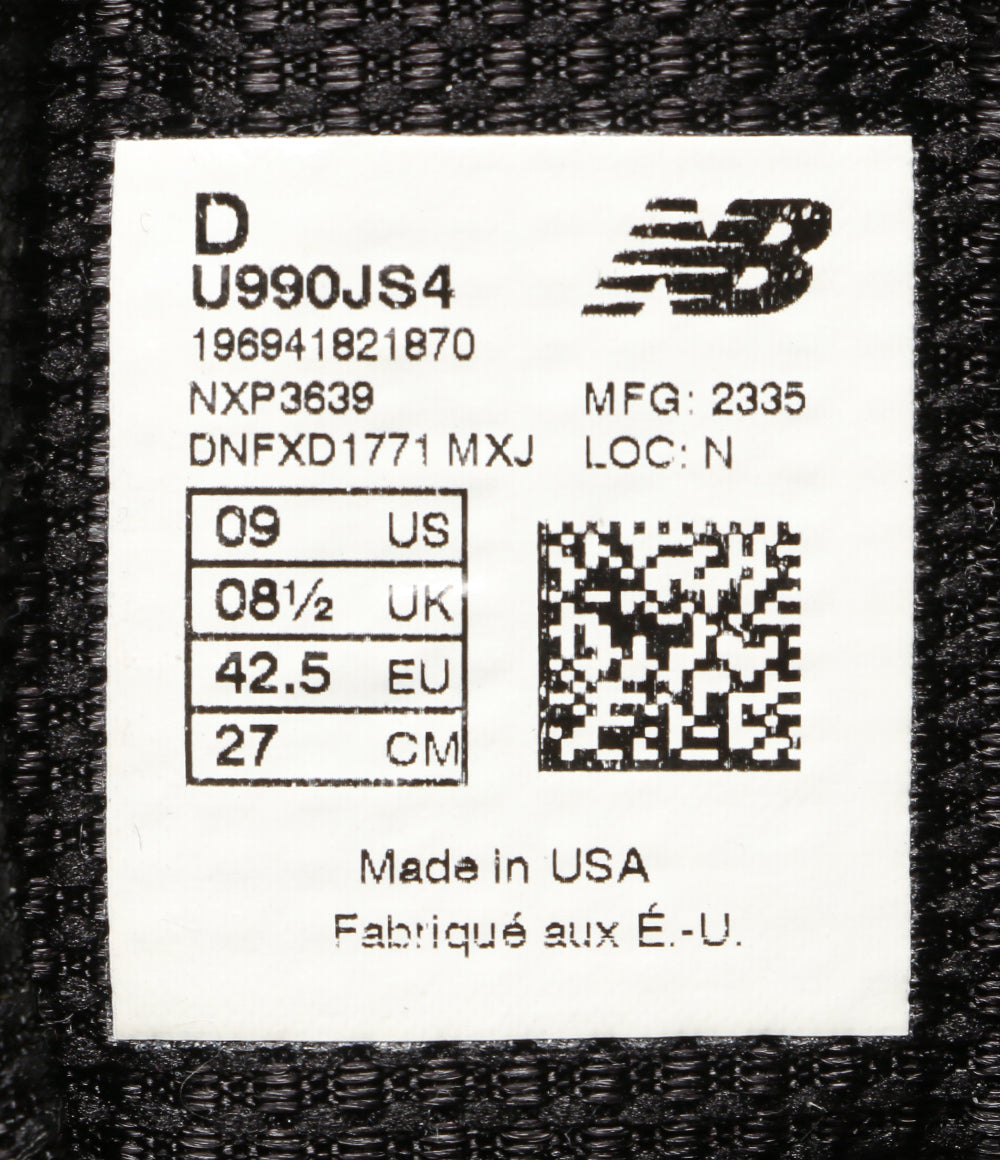 D
NB
U990JS4
196941821870
NXP3639
MFG: 2335
DNFXD1771 MXJ
LOC: N
09 US
08½ UK
42.5 EU
27 CM
Made in USA
Fabriqué aux É.-U.